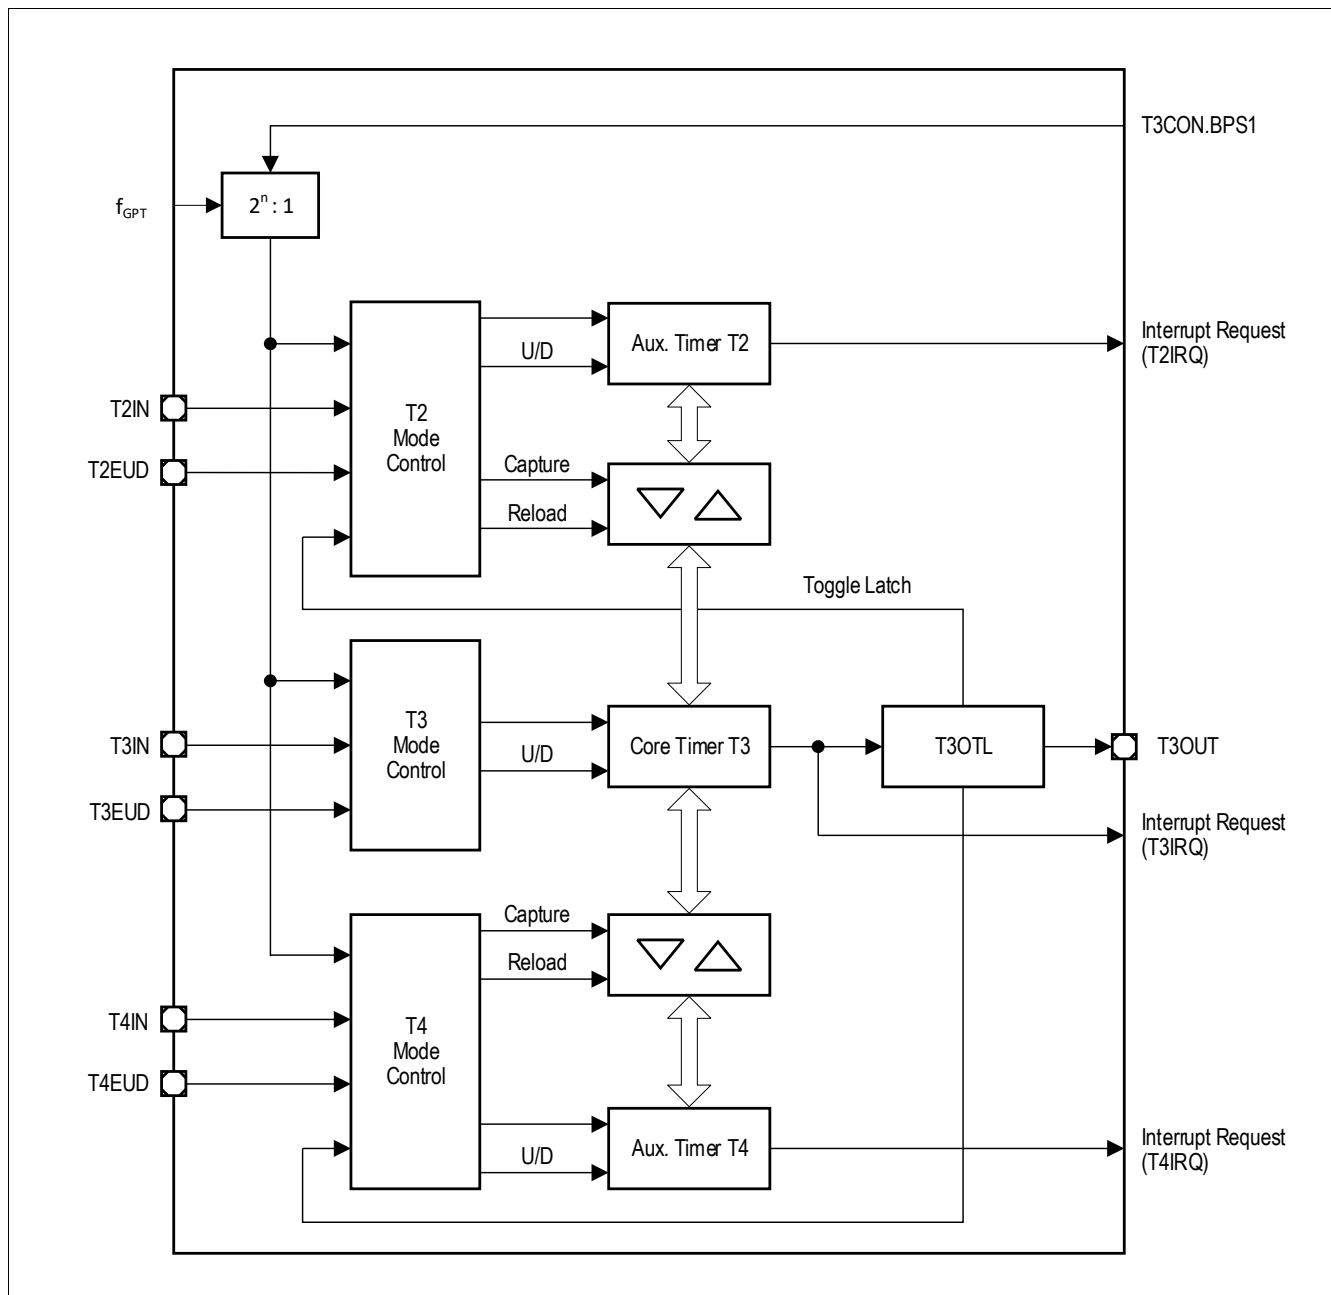 T3CON.BPS1
fGPT
2ⁿ : 1
Interrupt Request
(T2IRQ)
Aux. Timer T2
U/D
T2IN
T2
Mode
Control
T2EUD
Capture
Reload
Toggle Latch
T3
Mode
Control
T3IN
U/D
Core Timer T3
T3OTL
T3OUT
T3EUD
Interrupt Request
(T3IRQ)
Capture
Reload
T4IN
T4
Mode
Control
T4EUD
U/D
Aux. Timer T4
Interrupt Request
(T4IRQ)